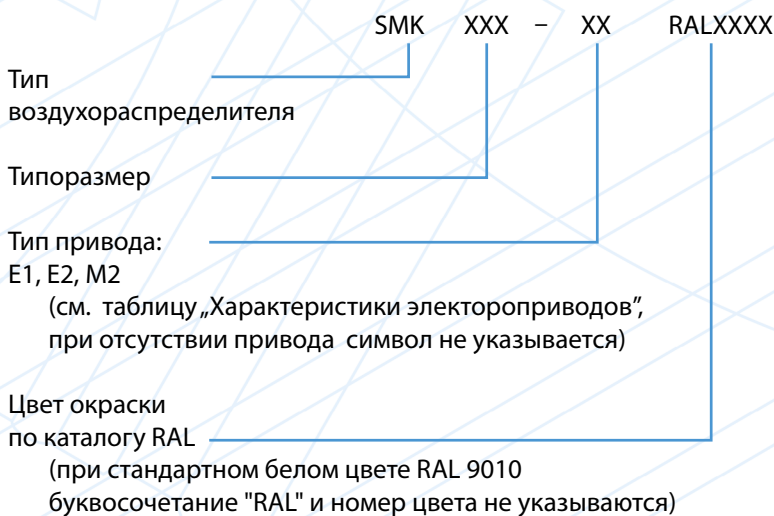 SMK XXX – XX RALXXXX
Тип
воздухораспределителя
Типоразмер
Тип привода:
E1, E2, M2
(см. таблицу „Характеристики электороприводов”,
при отсутствии привода символ не указывается)
Цвет окраски
по каталогу RAL
(при стандартном белом цвете RAL 9010
буквосочетание "RAL" и номер цвета не указываются)